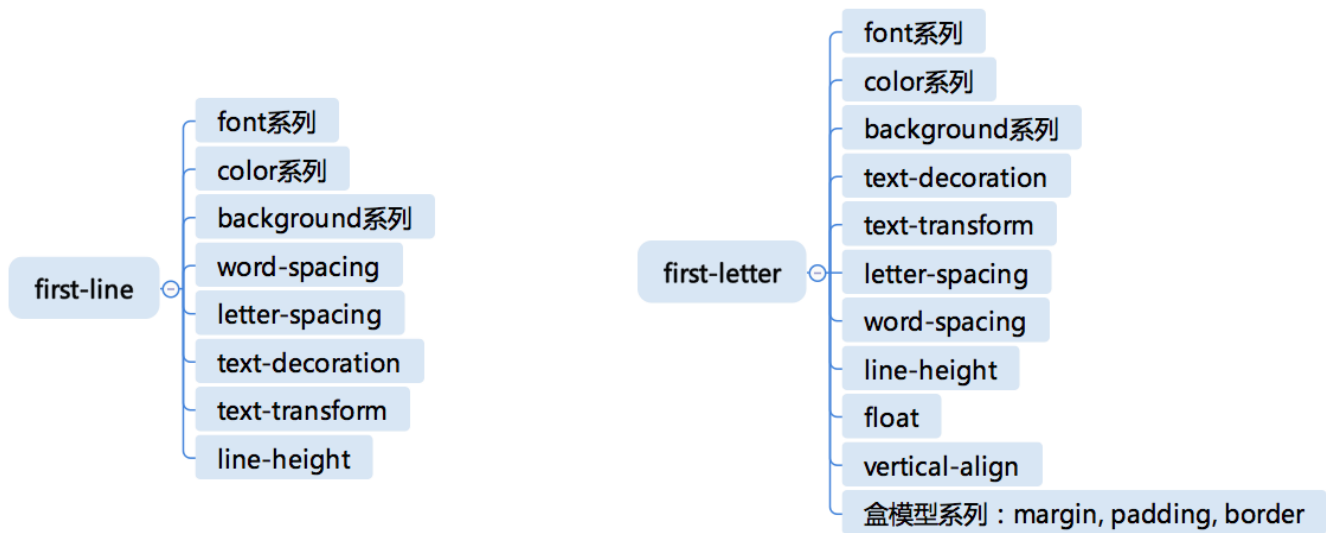 first-line
font系列
color系列
background系列
word-spacing
letter-spacing
text-decoration
text-transform
line-height
first-letter
font系列
color系列
background系列
text-decoration
text-transform
letter-spacing
word-spacing
line-height
float
vertical-align
盒模型系列：margin, padding, border